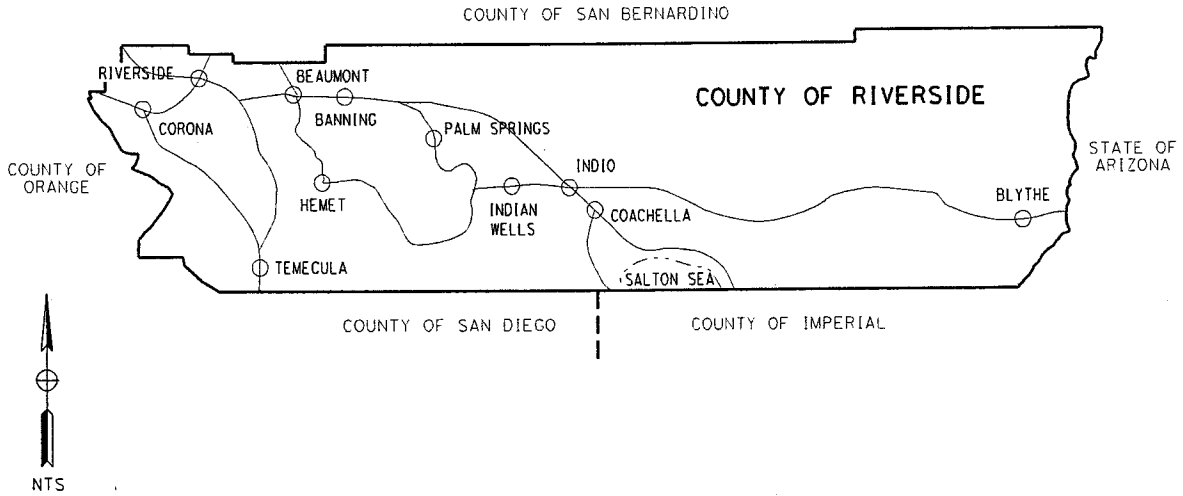 COUNTY OF SAN BERNARDINO
RIVERSIDE
BEAUMONT
COUNTY OF RIVERSIDE
BANNING
CORONA
PALM SPRINGS
STATE OF
ARIZONA
COUNTY OF
ORANGE
INDIO
HEMET
INDIAN
WELLS
COACHELLA
BLYTHE
TEMECULA
SALTON SEA
COUNTY OF SAN DIEGO
COUNTY OF IMPERIAL
NTS